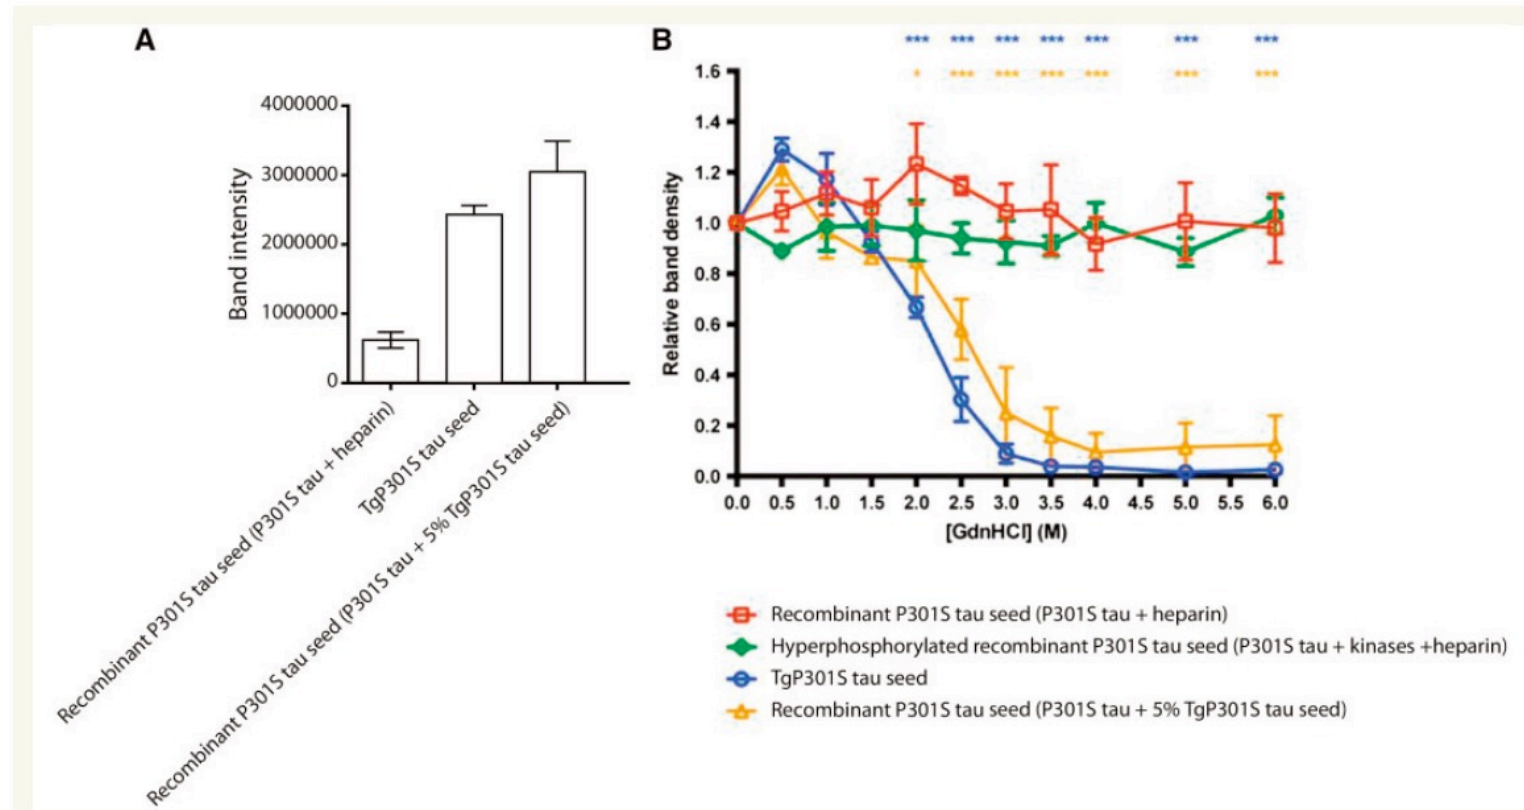 A
4000000
3000000
2000000
1000000
0
Band intensity
Recombinant P301S tau seed (P301S tau + heparin)
TgP301S tau seed
Recombinant P301S tau seed (P301S tau + 5% TgP301S tau seed)
B
*** *** *** *** *** *** ***
* *** *** *** *** *** ***
1.6
1.4
1.2
1.0
0.8
0.6
0.4
0.2
0.0
Relative band density
0.0 0.5 1.0 1.5 2.0 2.5 3.0 3.5 4.0 4.5 5.0 5.5 6.0
[GdnHCl] (M)
Recombinant P301S tau seed (P301S tau + heparin)
Hyperphosphorylated recombinant P301S tau seed (P301S tau + kinases +heparin)
TgP301S tau seed
Recombinant P301S tau seed (P301S tau + 5% TgP301S tau seed)